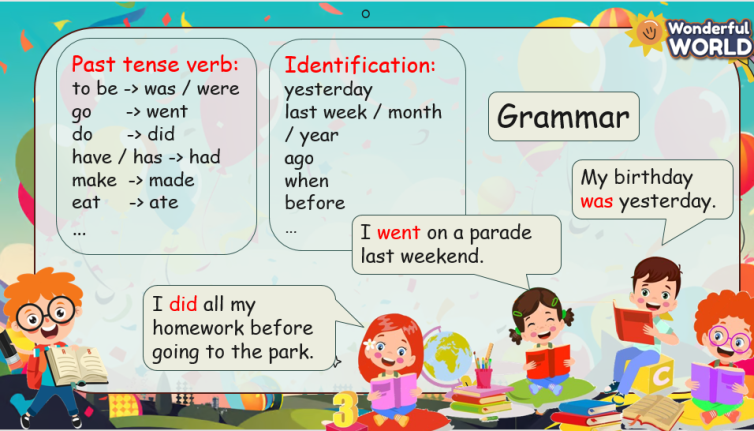 Wonderful
WORLD
Past tense verb:
to be -> was / were
go -> went
do -> did
have / has -> had
make -> made
eat -> ate
...
Identification:
yesterday
last week / month
/ year
ago
when
before
...
Grammar
My birthday
was yesterday.
I went on a parade
last weekend.
I did all my
homework before
going to the park.
3
C